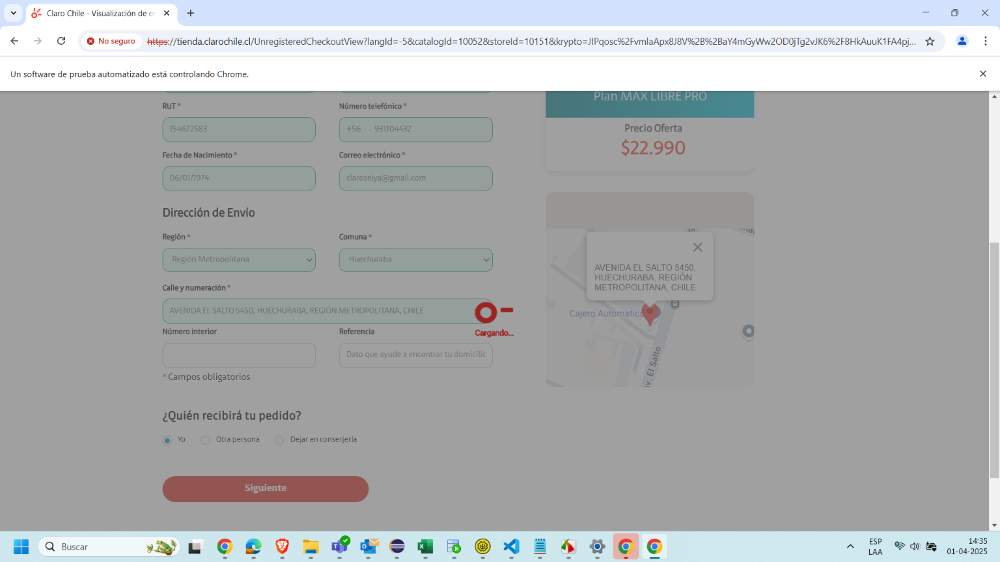 Claro Chile - Visualización de e
No seguro
https://tienda.clarochile.cl/UnregisteredCheckoutView?langId=-5&catalogId=10052&storeId=10151&krypto=JIPqosc%2FvmlaApx8J8V%2B%2BaY4mGyWw2OD0jTg2vJK6%2F8HkAuuK1FA4pj...
Un software de prueba automatizado está controlando Chrome.
RUT *
Número telefónico *
154672583
+56 931104432
Fecha de Nacimiento *
Correo electrónico *
06/01/1974
claroseiya@gmail.com
Dirección de Envío
Región *
Comuna *
Región Metropolitana
Huechuraba
Calle y numeración *
AVENIDA EL SALTO 5450, HUECHURABA, REGIÓN METROPOLITANA, CHILE
Cargando...
Número interior
Referencia
Dato que ayude a encontrar tu domicilic
* Campos obligatorios
¿Quién recibirá tu pedido?
Yo
Otra persona
Dejar en conserjería
Siguiente
Plan MAX LIBRE PRO
Precio Oferta
$22.990
AVENIDA EL SALTO 5450,
HUECHURABA, REGIÓN
METROPOLITANA, CHILE
Cajero Automatico
v. El Salto
Buscar
ESP
LAA
14:35
01-04-2025